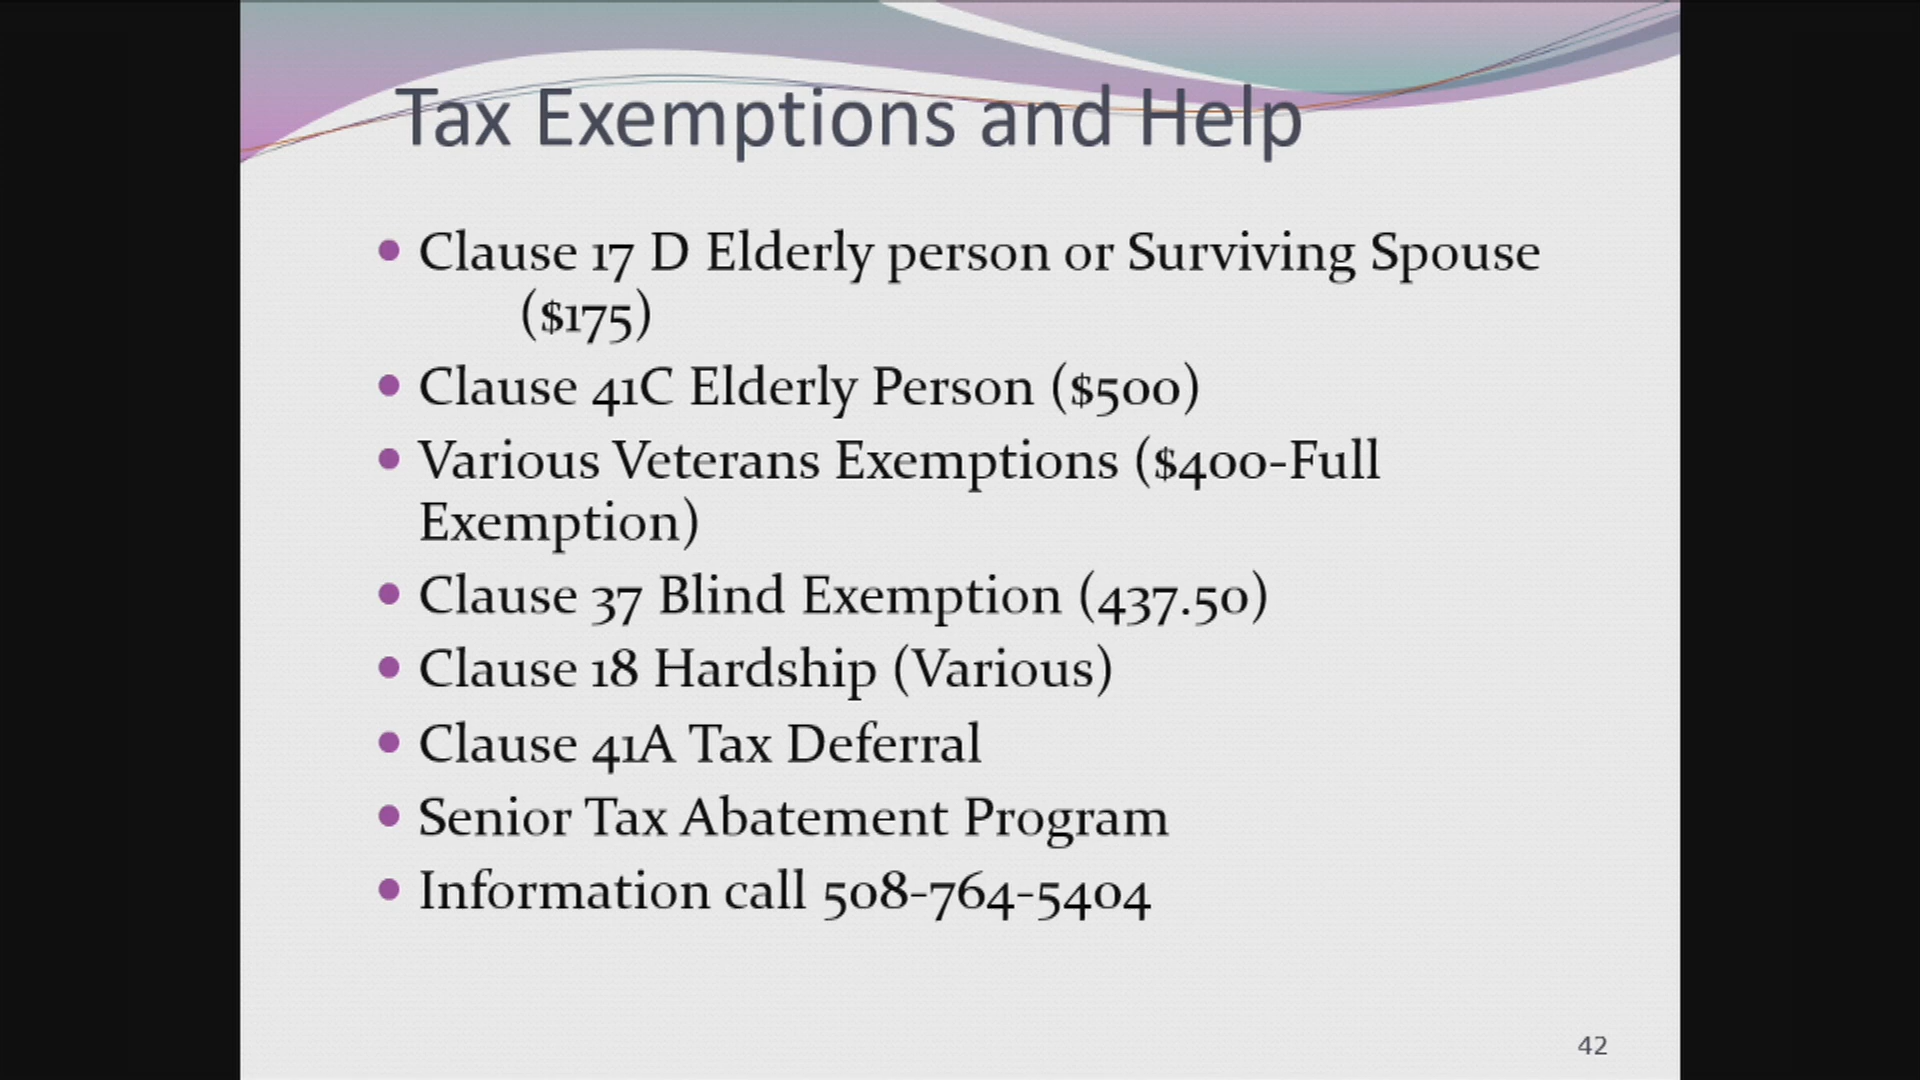 Tax Exemptions and Help
Clause 17 D Elderly person or Surviving Spouse
($175)
Clause 41C Elderly Person ($500)
Various Veterans Exemptions ($400-Full
Exemption)
Clause 37 Blind Exemption (437.50)
Clause 18 Hardship (Various)
Clause 41A Tax Deferral
Senior Tax Abatement Program
Information call 508-764-5404
42